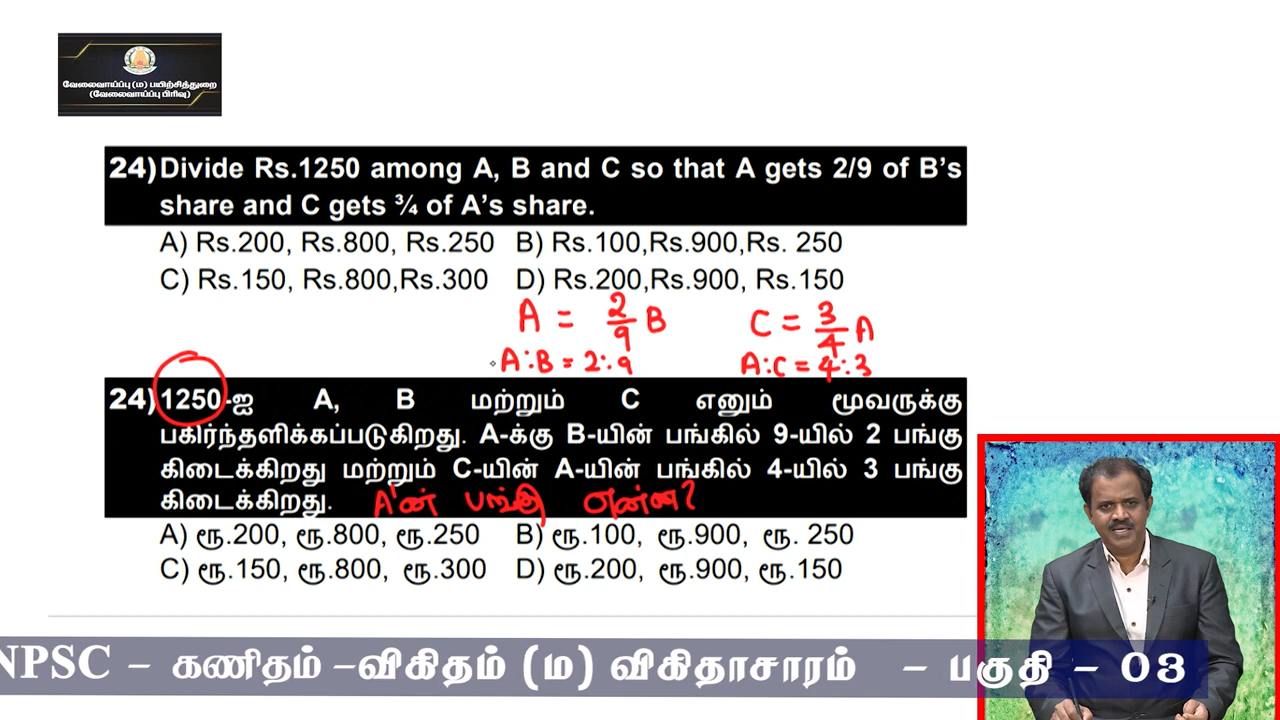 வேலைவாய்ப்பு (ம) பயிற்சித்துறை
(வேலைவாய்ப்பு பிரிவு)
24) Divide Rs.1250 among A, B and C so that A gets 2/9 of B’s
share and C gets ¾ of A’s share.
A) Rs.200, Rs.800, Rs.250 B) Rs.100,Rs.900,Rs. 250
C) Rs.150, Rs.800,Rs.300 D) Rs.200,Rs.900, Rs.150
A = 2/9 B C = 3/4 A
A:B = 2:9 A:C = 4:3
24) 1250-ஐ A, B மற்றும் C எனும் மூவருக்கு
பகிர்ந்தளிக்கப்படுகிறது. A-க்கு B-யின் பங்கில் 9-யில் 2 பங்கு
கிடைக்கிறது மற்றும் C-யின் A-யின் பங்கில் 4-யில் 3 பங்கு
கிடைக்கிறது. A'ன் பங்கு என்ன?
A) ரூ.200, ரூ.800, ரூ.250 B) ரூ.100, ரூ.900, ரூ. 250
C) ரூ.150, ரூ.800, ரூ.300 D) ரூ.200, ரூ.900, ரூ.150
NPSC – கணிதம் –விகிதம் (ம) விகிதாசாரம் – பகுதி – 03